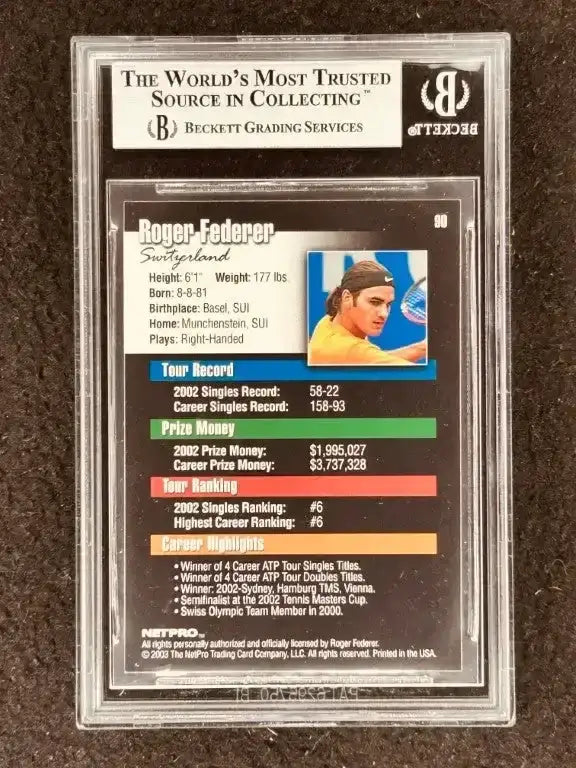 THE WORLD'S MOST TRUSTED
SOURCE IN COLLECTING™
B BECKETT GRADING SERVICES
B
BECKETT®
Roger Federer
90
Switzerland
Height: 6'1" Weight: 177 lbs.
Born: 8-8-81
Birthplace: Basel, SUI
Home: Munchenstein, SUI
Plays: Right-Handed
Tour Record
2002 Singles Record: 58-22
Career Singles Record: 158-93
Prize Money
2002 Prize Money: $1,995,027
Career Prize Money: $3,737,328
Tour Ranking
2002 Singles Ranking: #6
Highest Career Ranking: #6
Career Highlights
• Winner of 4 Career ATP Tour Singles Titles.
• Winner of 4 Career ATP Tour Doubles Titles.
• Winner: 2002-Sydney, Hamburg TMS, Vienna.
• Semifinalist at the 2002 Tennis Masters Cup.
• Swiss Olympic Team Member in 2000.
NETPRO™
All rights personally authorized and officially licensed by Roger Federer.
© 2003 The NetPro Trading Card Company, LLC. All rights reserved. Printed in the USA.